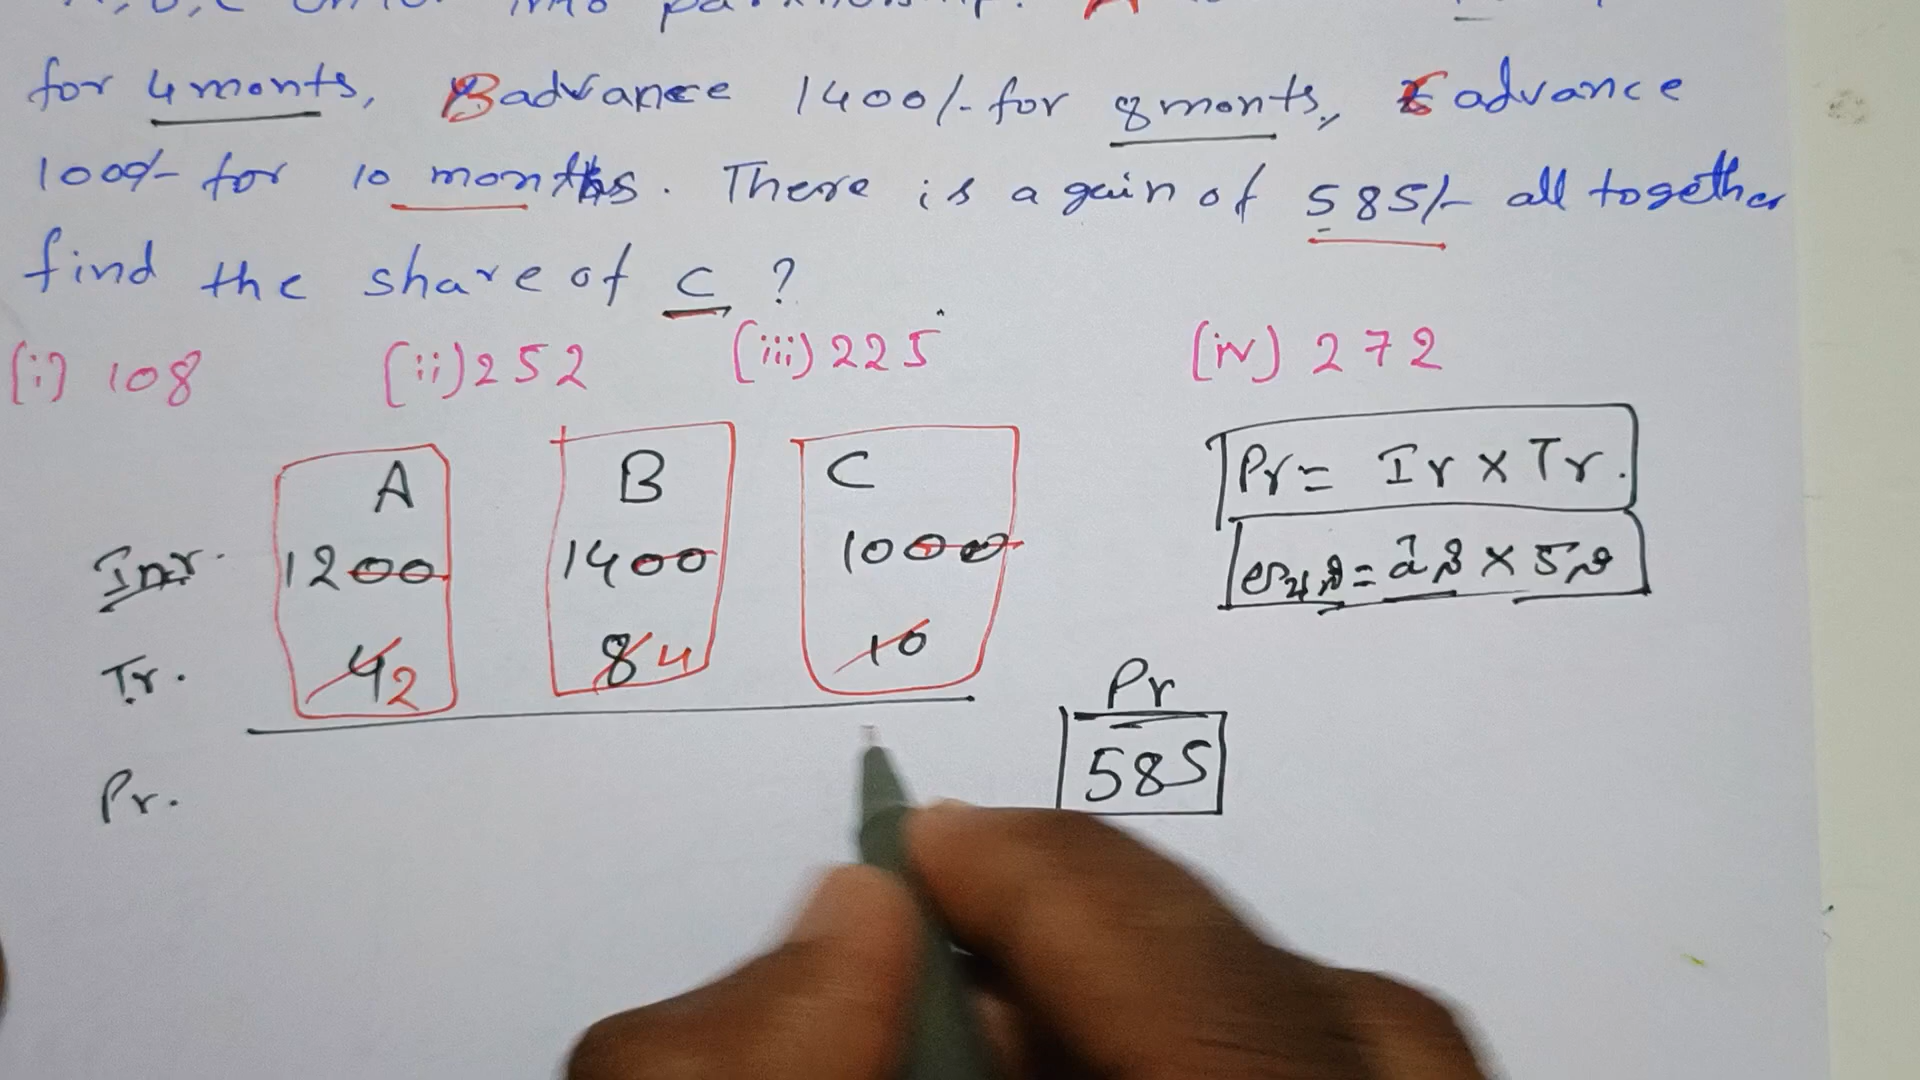 for 4 monts, B advance 1400/- for 8 monts, C advance
1000/- for 10 months. There is a gain of 585/- all together
find the share of C ?
(i) 108 (ii) 252 (iii) 225 (iv) 272
A B C
Inr. 1200 1400 1000
Tr. 4 2 8 4 10
Pr.
Pr = Ir x Tr.
Pr
585